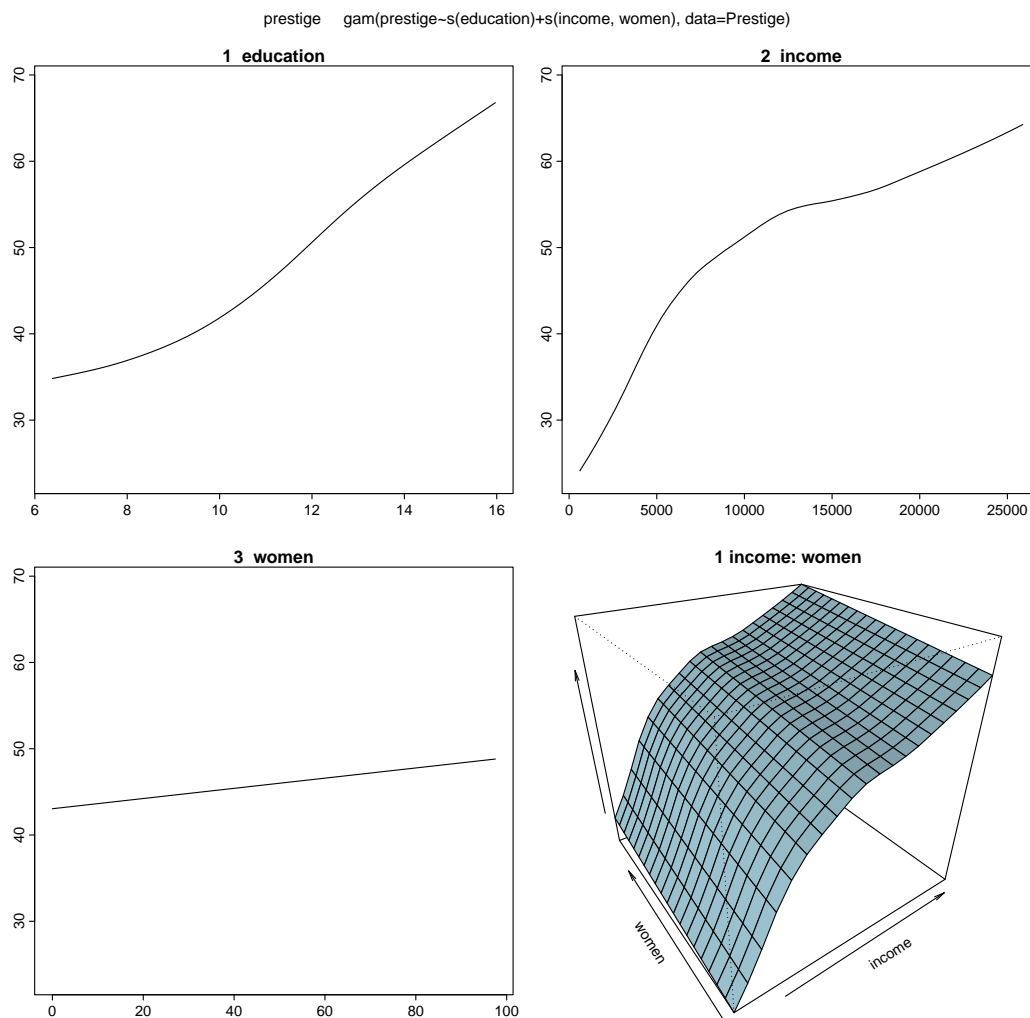 prestige gam(prestige~s(education)+s(income, women), data=Prestige)
1 education
70
60
50
40
30
6 8 10 12 14 16
2 income
70
60
50
40
30
0 5000 10000 15000 20000 25000
3 women
70
60
50
40
30
0 20 40 60 80 100
1 income: women
women
income